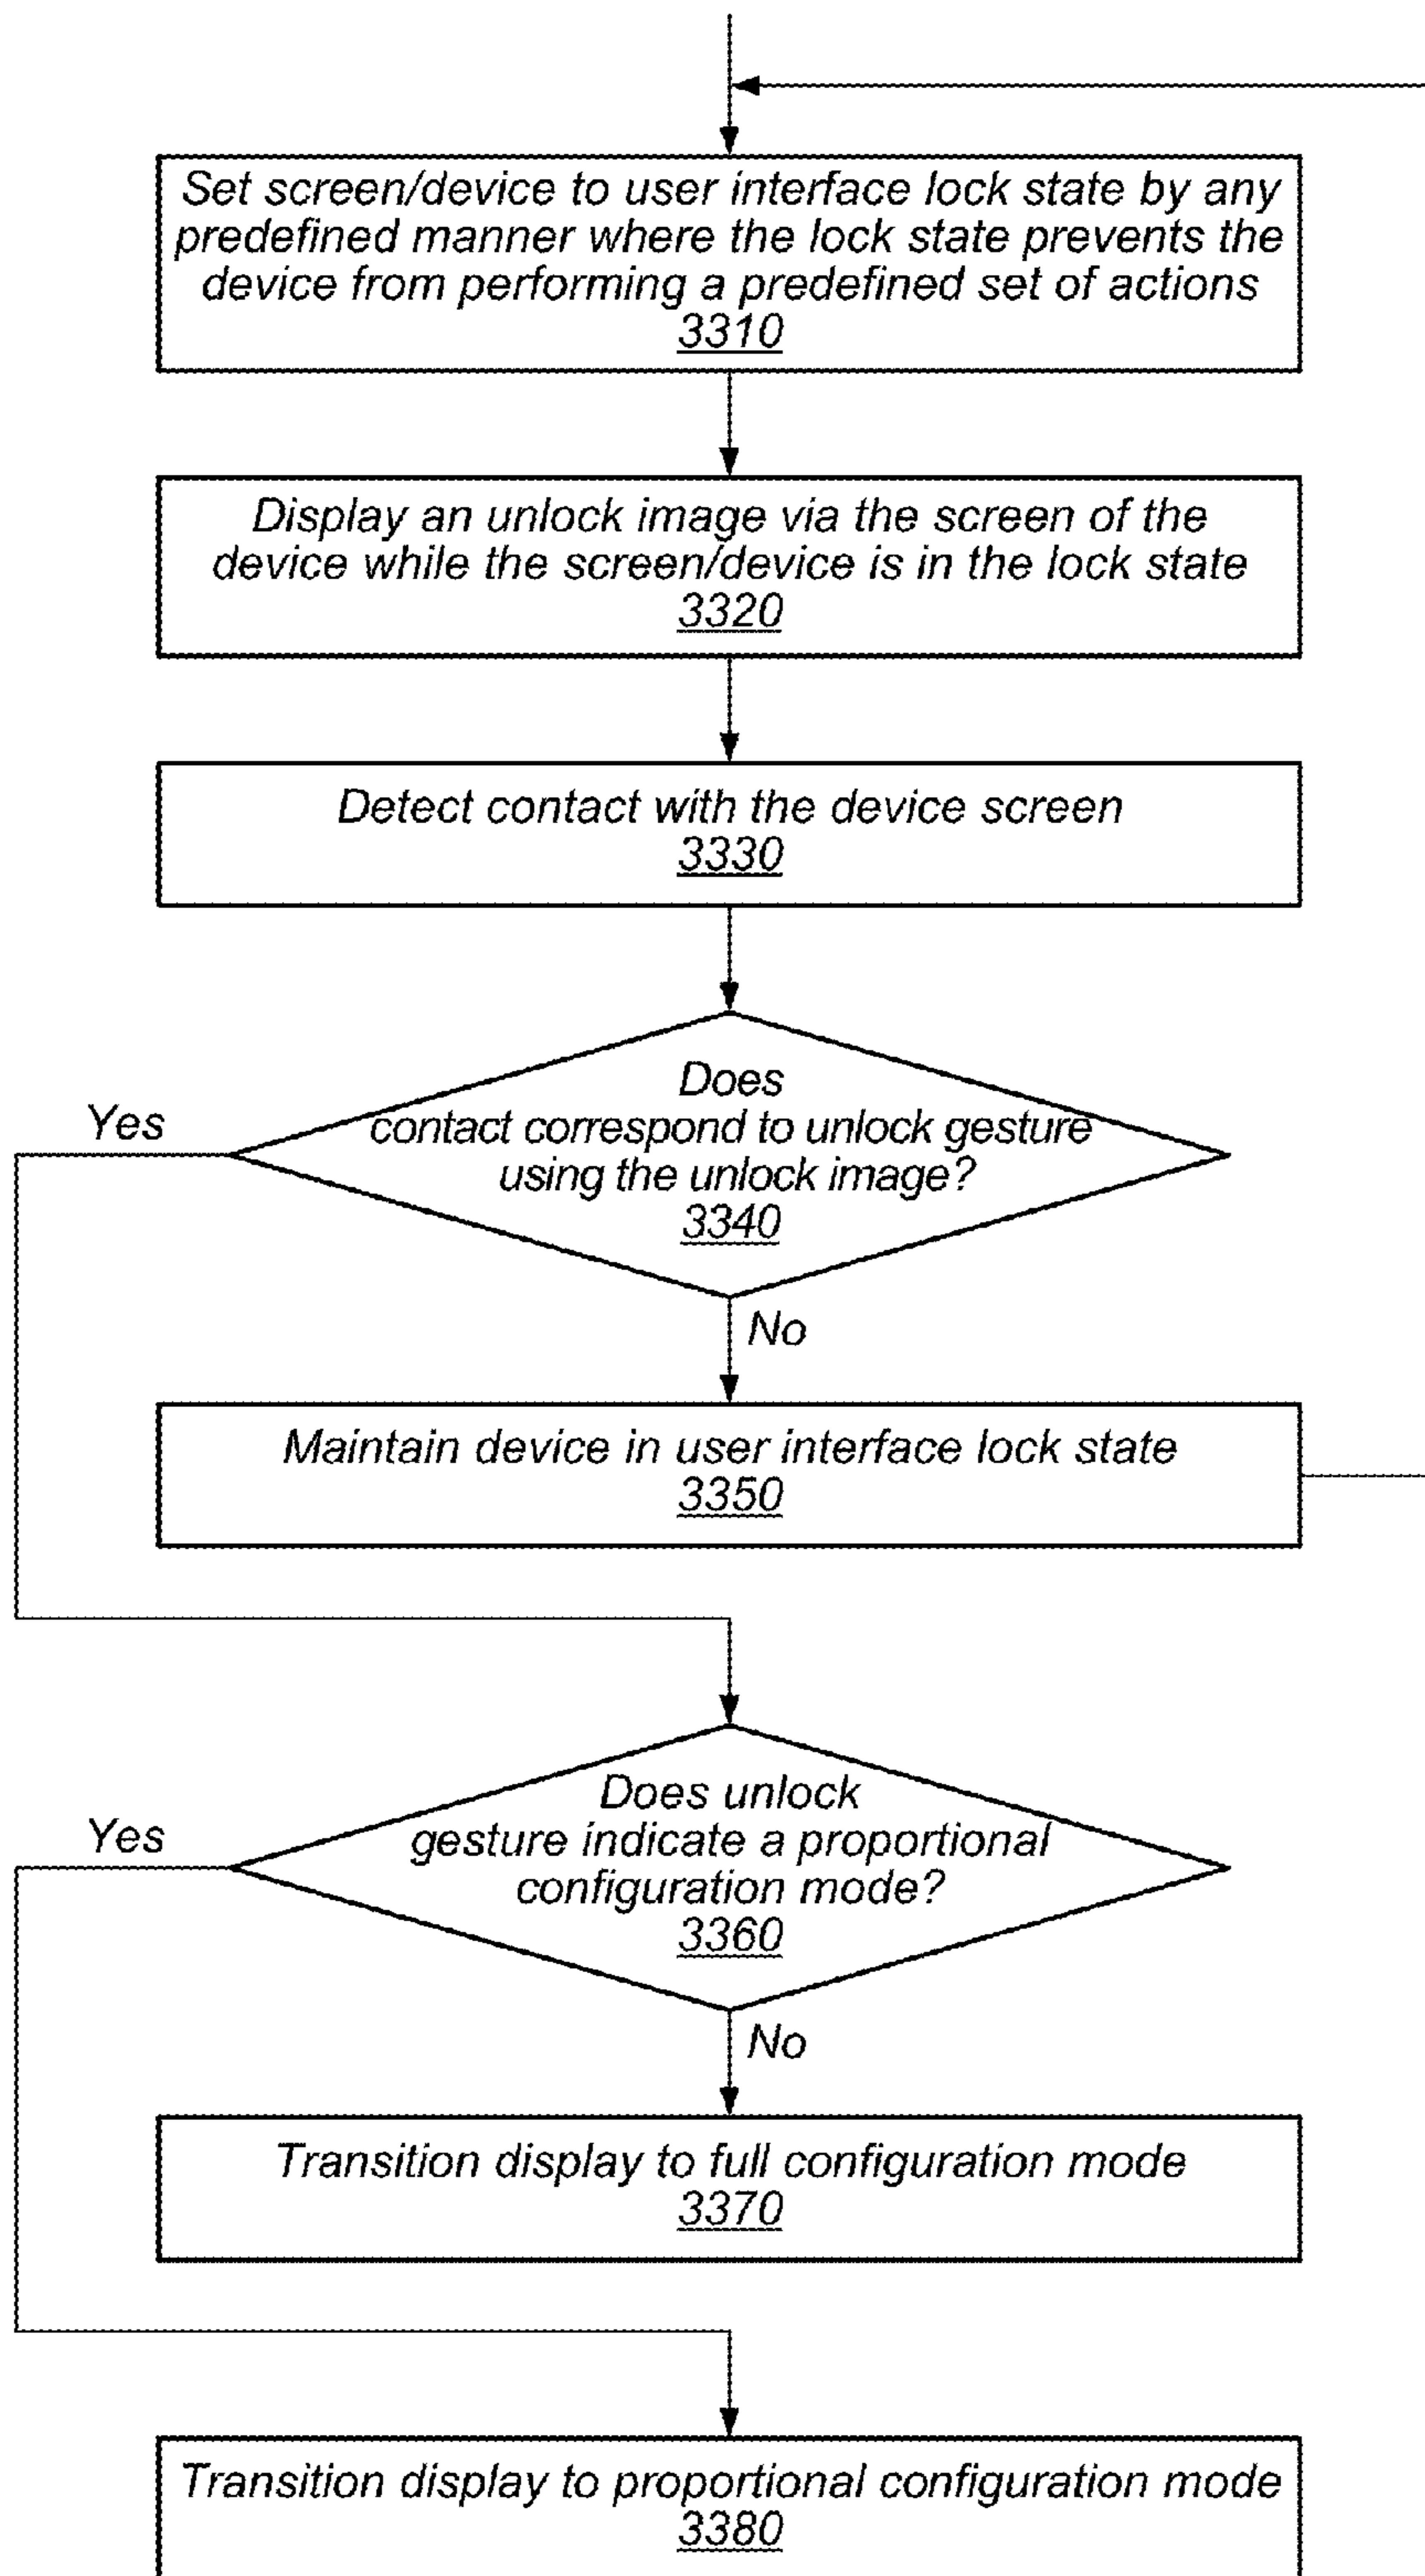 Set screen/device to user interface lock state by any
predefined manner where the lock state prevents the
device from performing a predefined set of actions
3310
Display an unlock image via the screen of the
device while the screen/device is in the lock state
3320
Detect contact with the device screen
3330
Does
contact correspond to unlock gesture
using the unlock image?
3340
Yes
No
Maintain device in user interface lock state
3350
Does unlock
gesture indicate a proportional
configuration mode?
3360
Yes
No
Transition display to full configuration mode
3370
Transition display to proportional configuration mode
3380